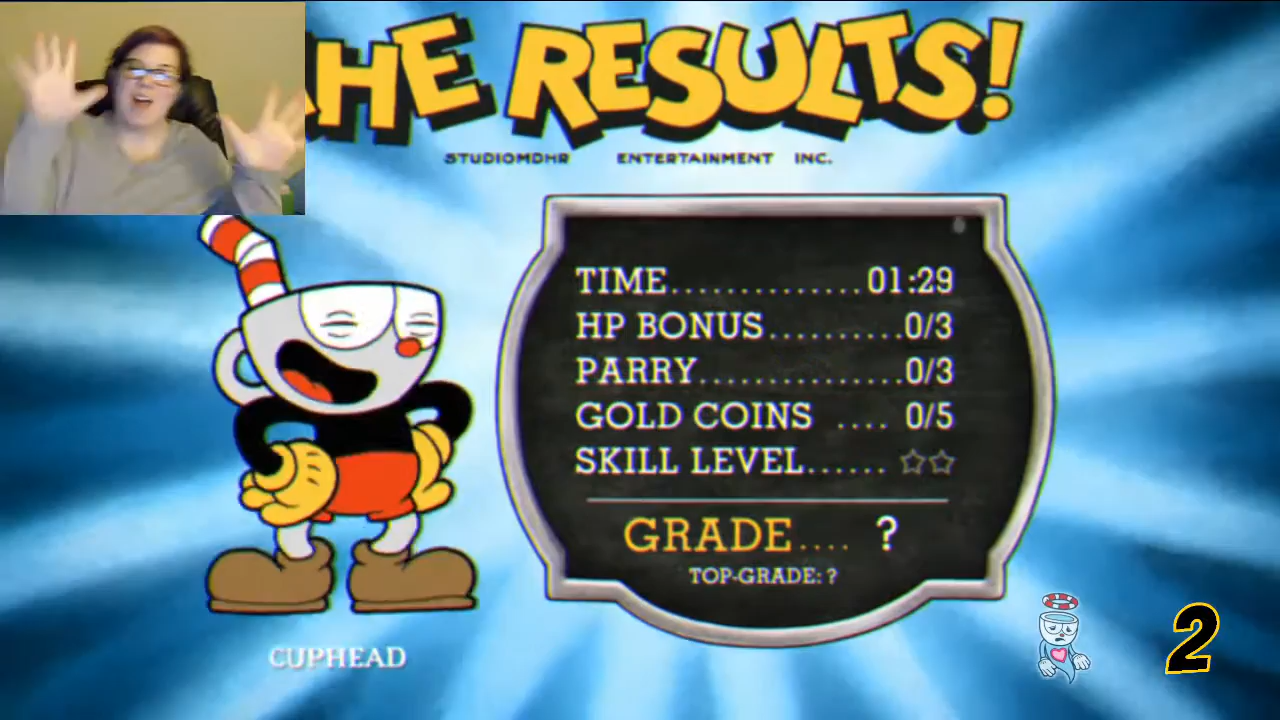 HE RESULTS!
STUDIOMDHR ENTERTAINMENT INC.
TIME.............. 01:29
HP BONUS.......... 0/3
PARRY............... 0/3
GOLD COINS .... 0/5
SKILL LEVEL......
GRADE.... ?
TOP-GRADE: ?
CUPHEAD
2